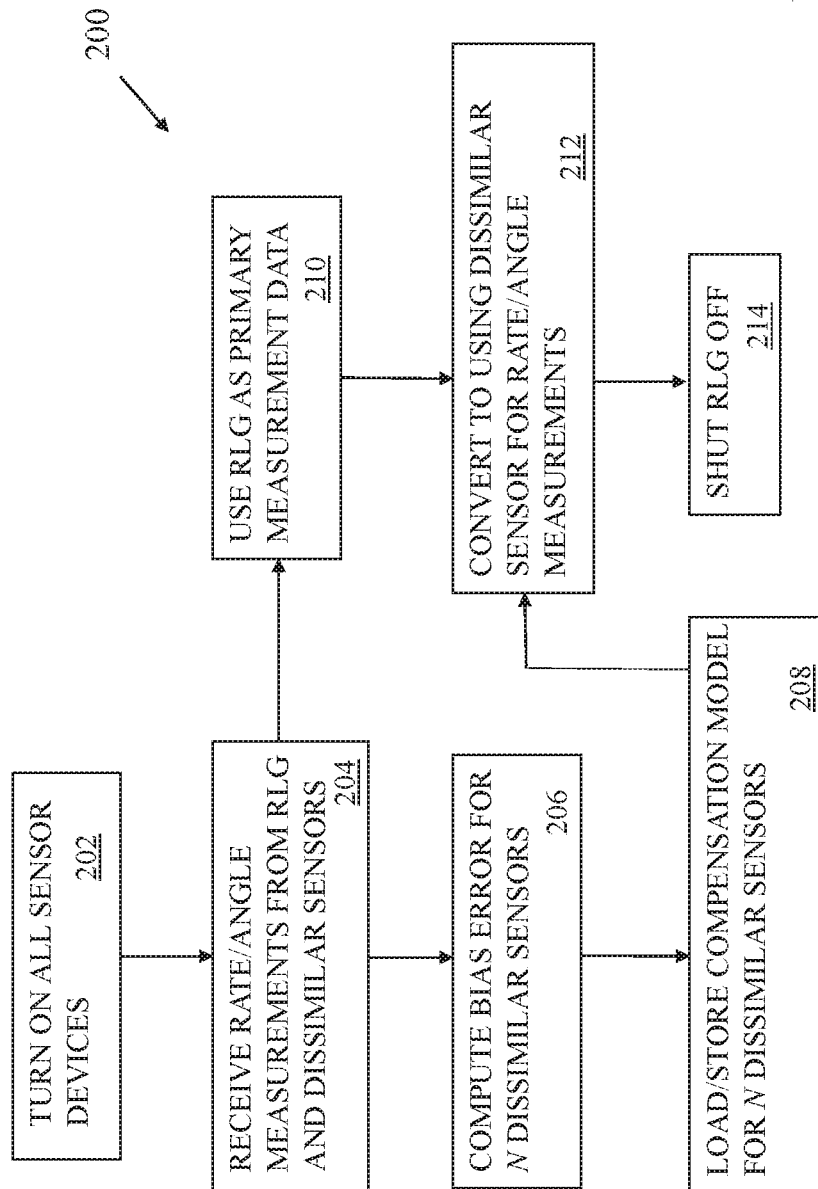 200
TURN ON ALL SENSOR
DEVICES
202
RECEIVE RATE/ANGLE
MEASUREMENTS FROM RLG
AND DISSIMILAR SENSORS
204
COMPUTE BIAS ERROR FOR
N DISSIMILAR SENSORS
206
LOAD/STORE COMPENSATION MODEL
FOR N DISSIMILAR SENSORS
208
USE RLG AS PRIMARY
MEASUREMENT DATA
210
CONVERT TO USING DISSIMILAR
SENSOR FOR RATE/ANGLE
MEASUREMENTS
212
SHUT RLG OFF
214